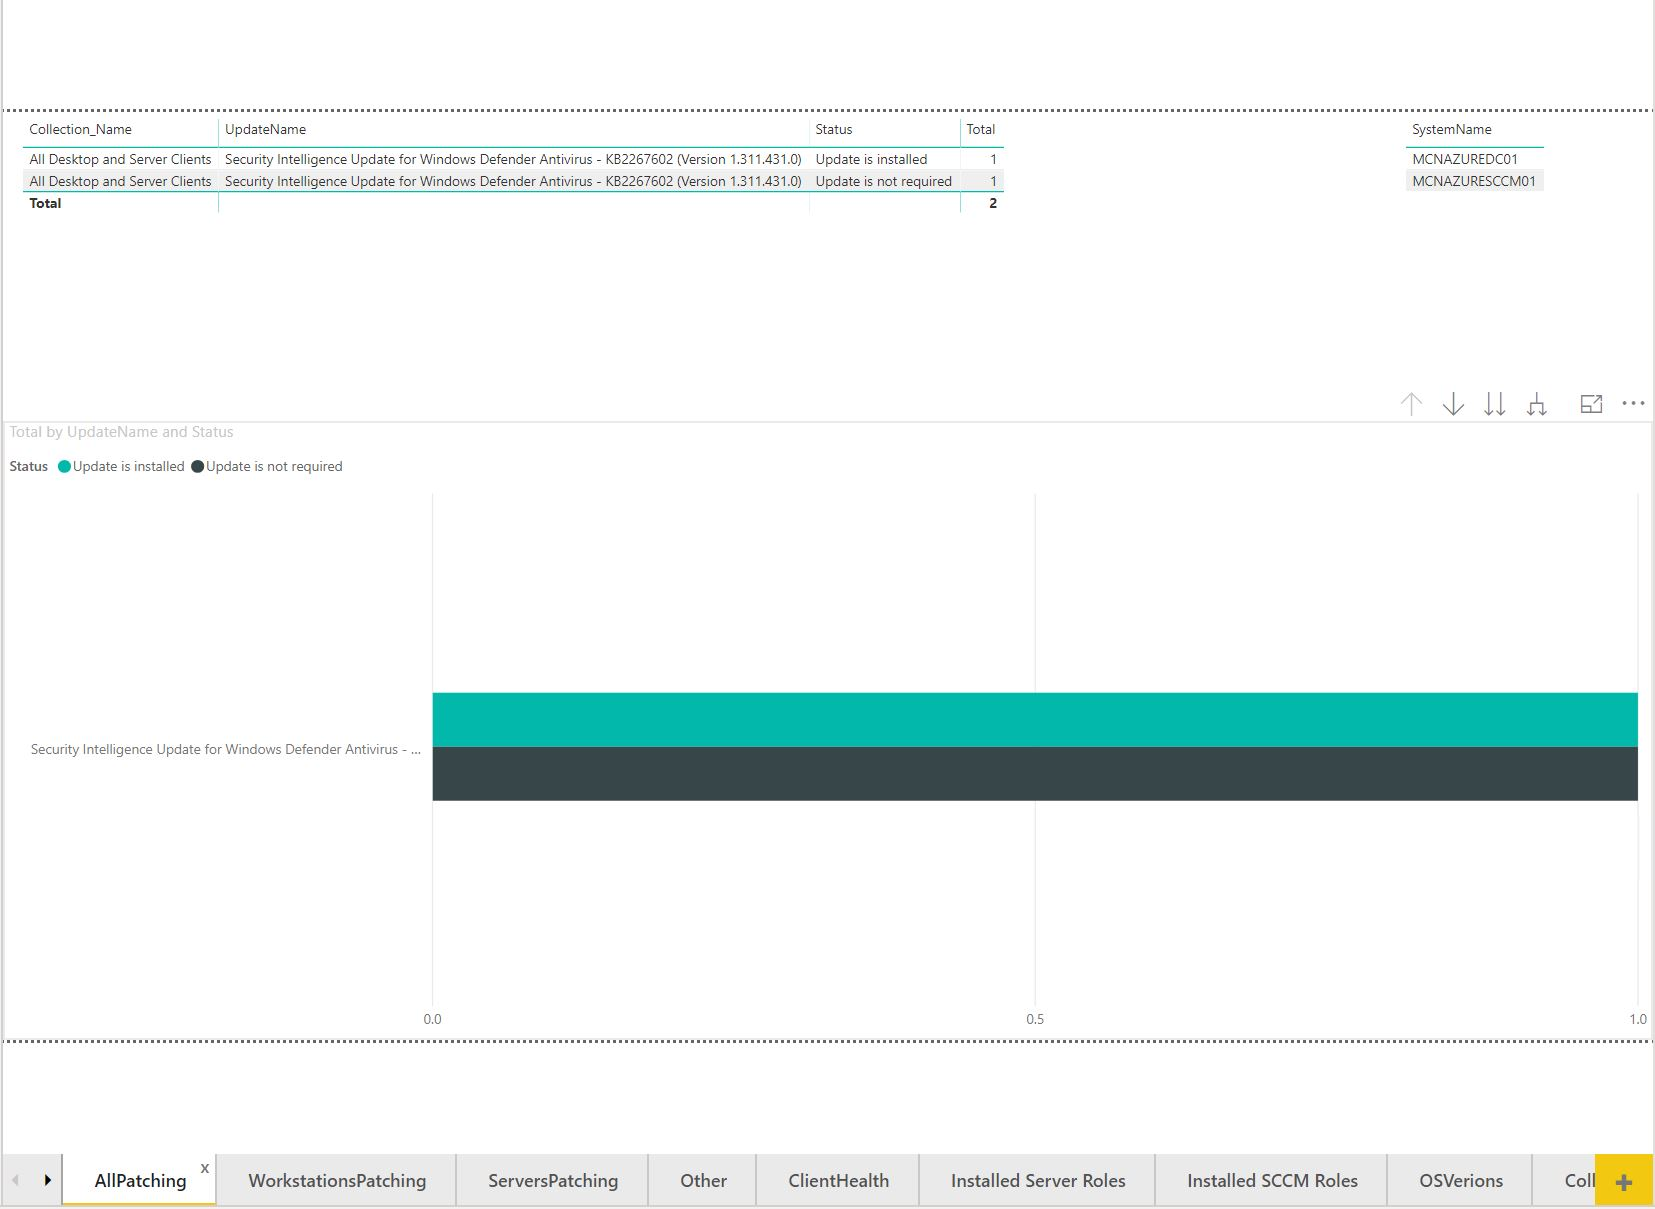 Collection_Name UpdateName Status Total
All Desktop and Server Clients Security Intelligence Update for Windows Defender Antivirus - KB2267602 (Version 1.311.431.0) Update is installed 1
All Desktop and Server Clients Security Intelligence Update for Windows Defender Antivirus - KB2267602 (Version 1.311.431.0) Update is not required 1
Total 2
SystemName
MCNAZUREDC01
MCNAZURESCCM01
Total by UpdateName and Status
Status Update is installed Update is not required
Security Intelligence Update for Windows Defender Antivirus - ...
0.0 0.5 1.0
AllPatching x WorkstationsPatching ServersPatching Other ClientHealth Installed Server Roles Installed SCCM Roles OSVerions Coll +